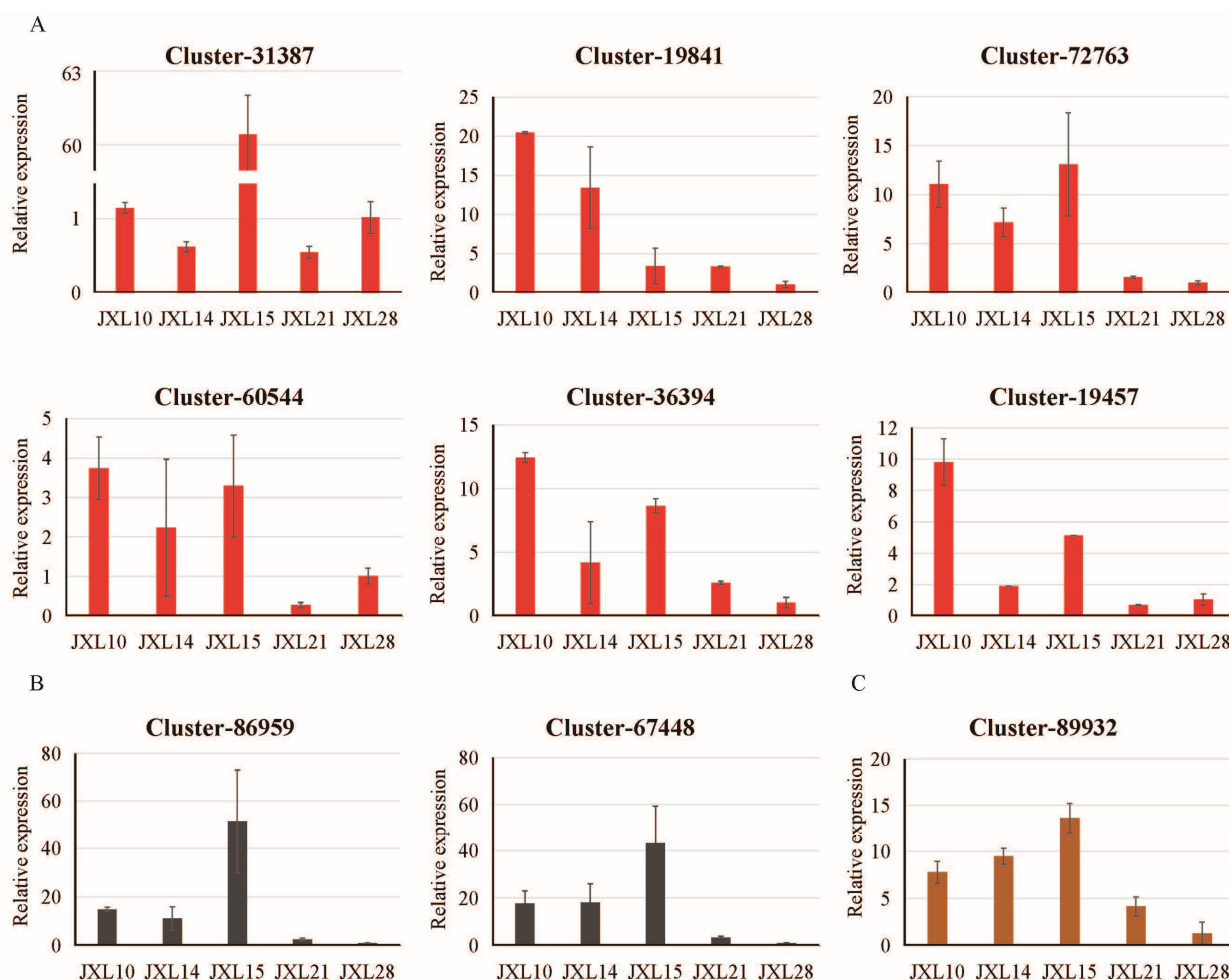 A
Cluster-31387
Relative expression
63
60
1
0
JXL10 JXL14 JXL15 JXL21 JXL28
Cluster-19841
Relative expression
25
20
15
10
5
0
JXL10 JXL14 JXL15 JXL21 JXL28
Cluster-72763
Relative expression
20
15
10
5
0
JXL10 JXL14 JXL15 JXL21 JXL28
Cluster-60544
Relative expression
5
4
3
2
1
0
JXL10 JXL14 JXL15 JXL21 JXL28
Cluster-36394
Relative expression
15
10
5
0
JXL10 JXL14 JXL15 JXL21 JXL28
Cluster-19457
Relative expression
12
10
8
6
4
2
0
JXL10 JXL14 JXL15 JXL21 JXL28
B
Cluster-86959
Relative expression
80
60
40
20
0
JXL10 JXL14 JXL15 JXL21 JXL28
Cluster-67448
Relative expression
80
60
40
20
0
JXL10 JXL14 JXL15 JXL21 JXL28
C
Cluster-89932
Relative expression
20
15
10
5
0
JXL10 JXL14 JXL15 JXL21 JXL28